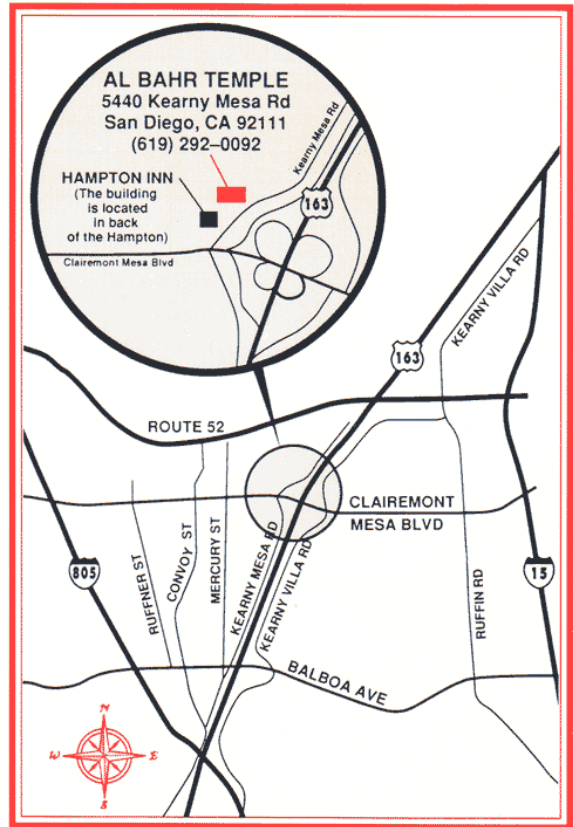 AL BAHR TEMPLE
5440 Kearny Mesa Rd
San Diego, CA 92111
(619) 292–0092
Kearny Mesa Rd
HAMPTON INN
(The building
is located
in back
of the Hampton)
163
Clairemont Mesa Blvd
KEARNY VILLA RD
163
ROUTE 52
CLAIREMONT
MESA BLVD
805
RUFFNER ST
CONVOY ST
MERCURY ST
KEARNY MESA RD
KEARNY VILLA RD
RUFFIN RD
15
BALBOA AVE
N
W
E
S